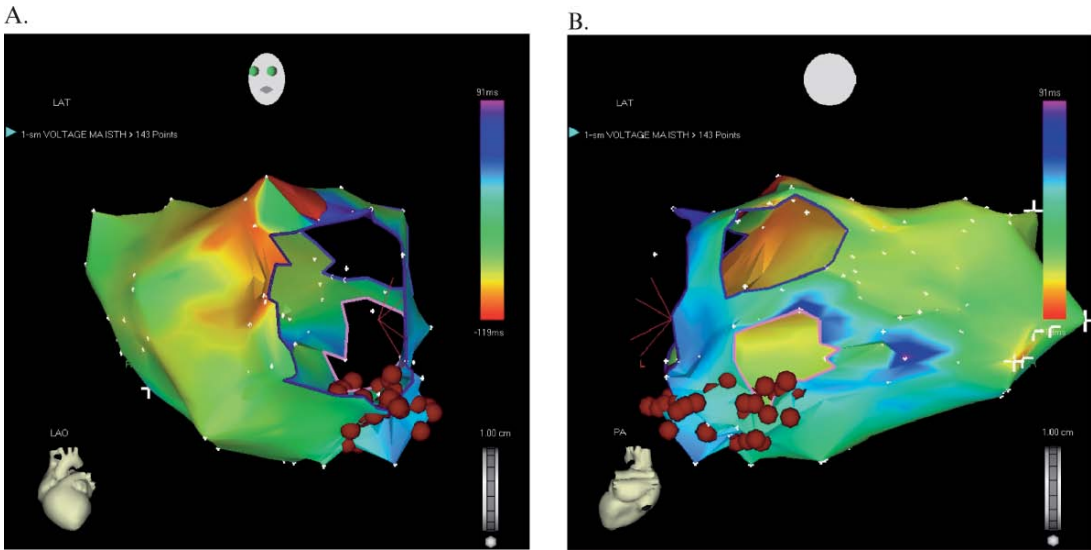 A.
B.
LAT
91ms
1-sm VOLTAGE MA ISTH > 143 Points
-119ms
LAO
1.00 cm
LAT
91ms
1-sm VOLTAGE MA ISTH > 143 Points
L
PA
1.00 cm